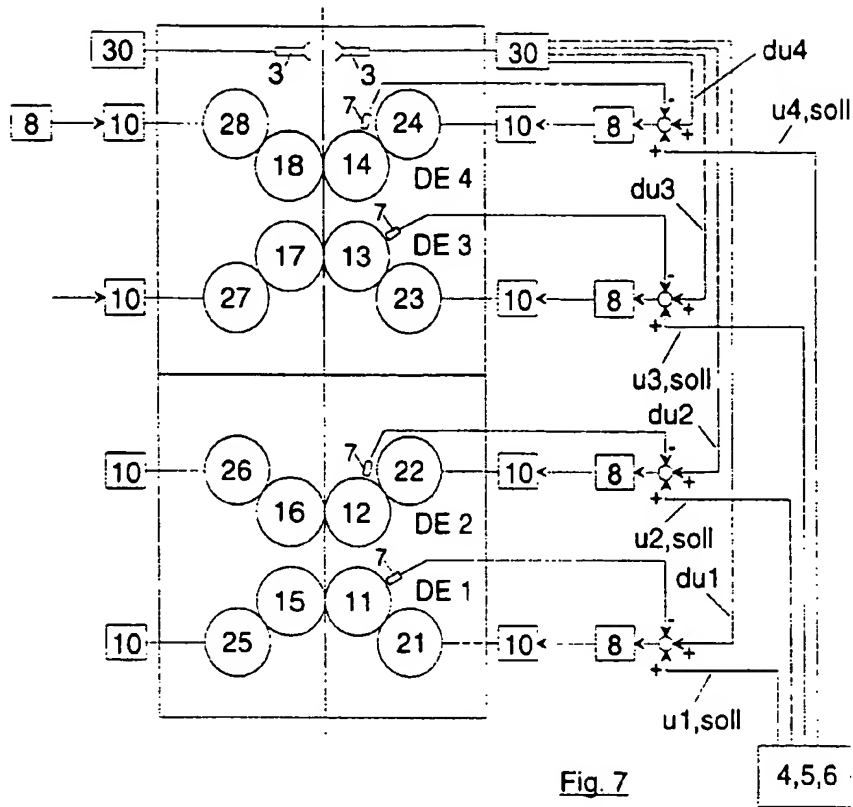 30 3 3 30 du4
8 10 28 7 24 10 8 - + + u4,soll
18 14 DE 4
du3
7 DE 3
17 13
10 27 23 10 8 - + + u3,soll
du2
7
10 26 22 10 8 - + + u2,soll
16 12 DE 2
7 DE 1
du1
15 11
10 25 21 10 8 - + + u1,soll
Fig. 7 4,5,6